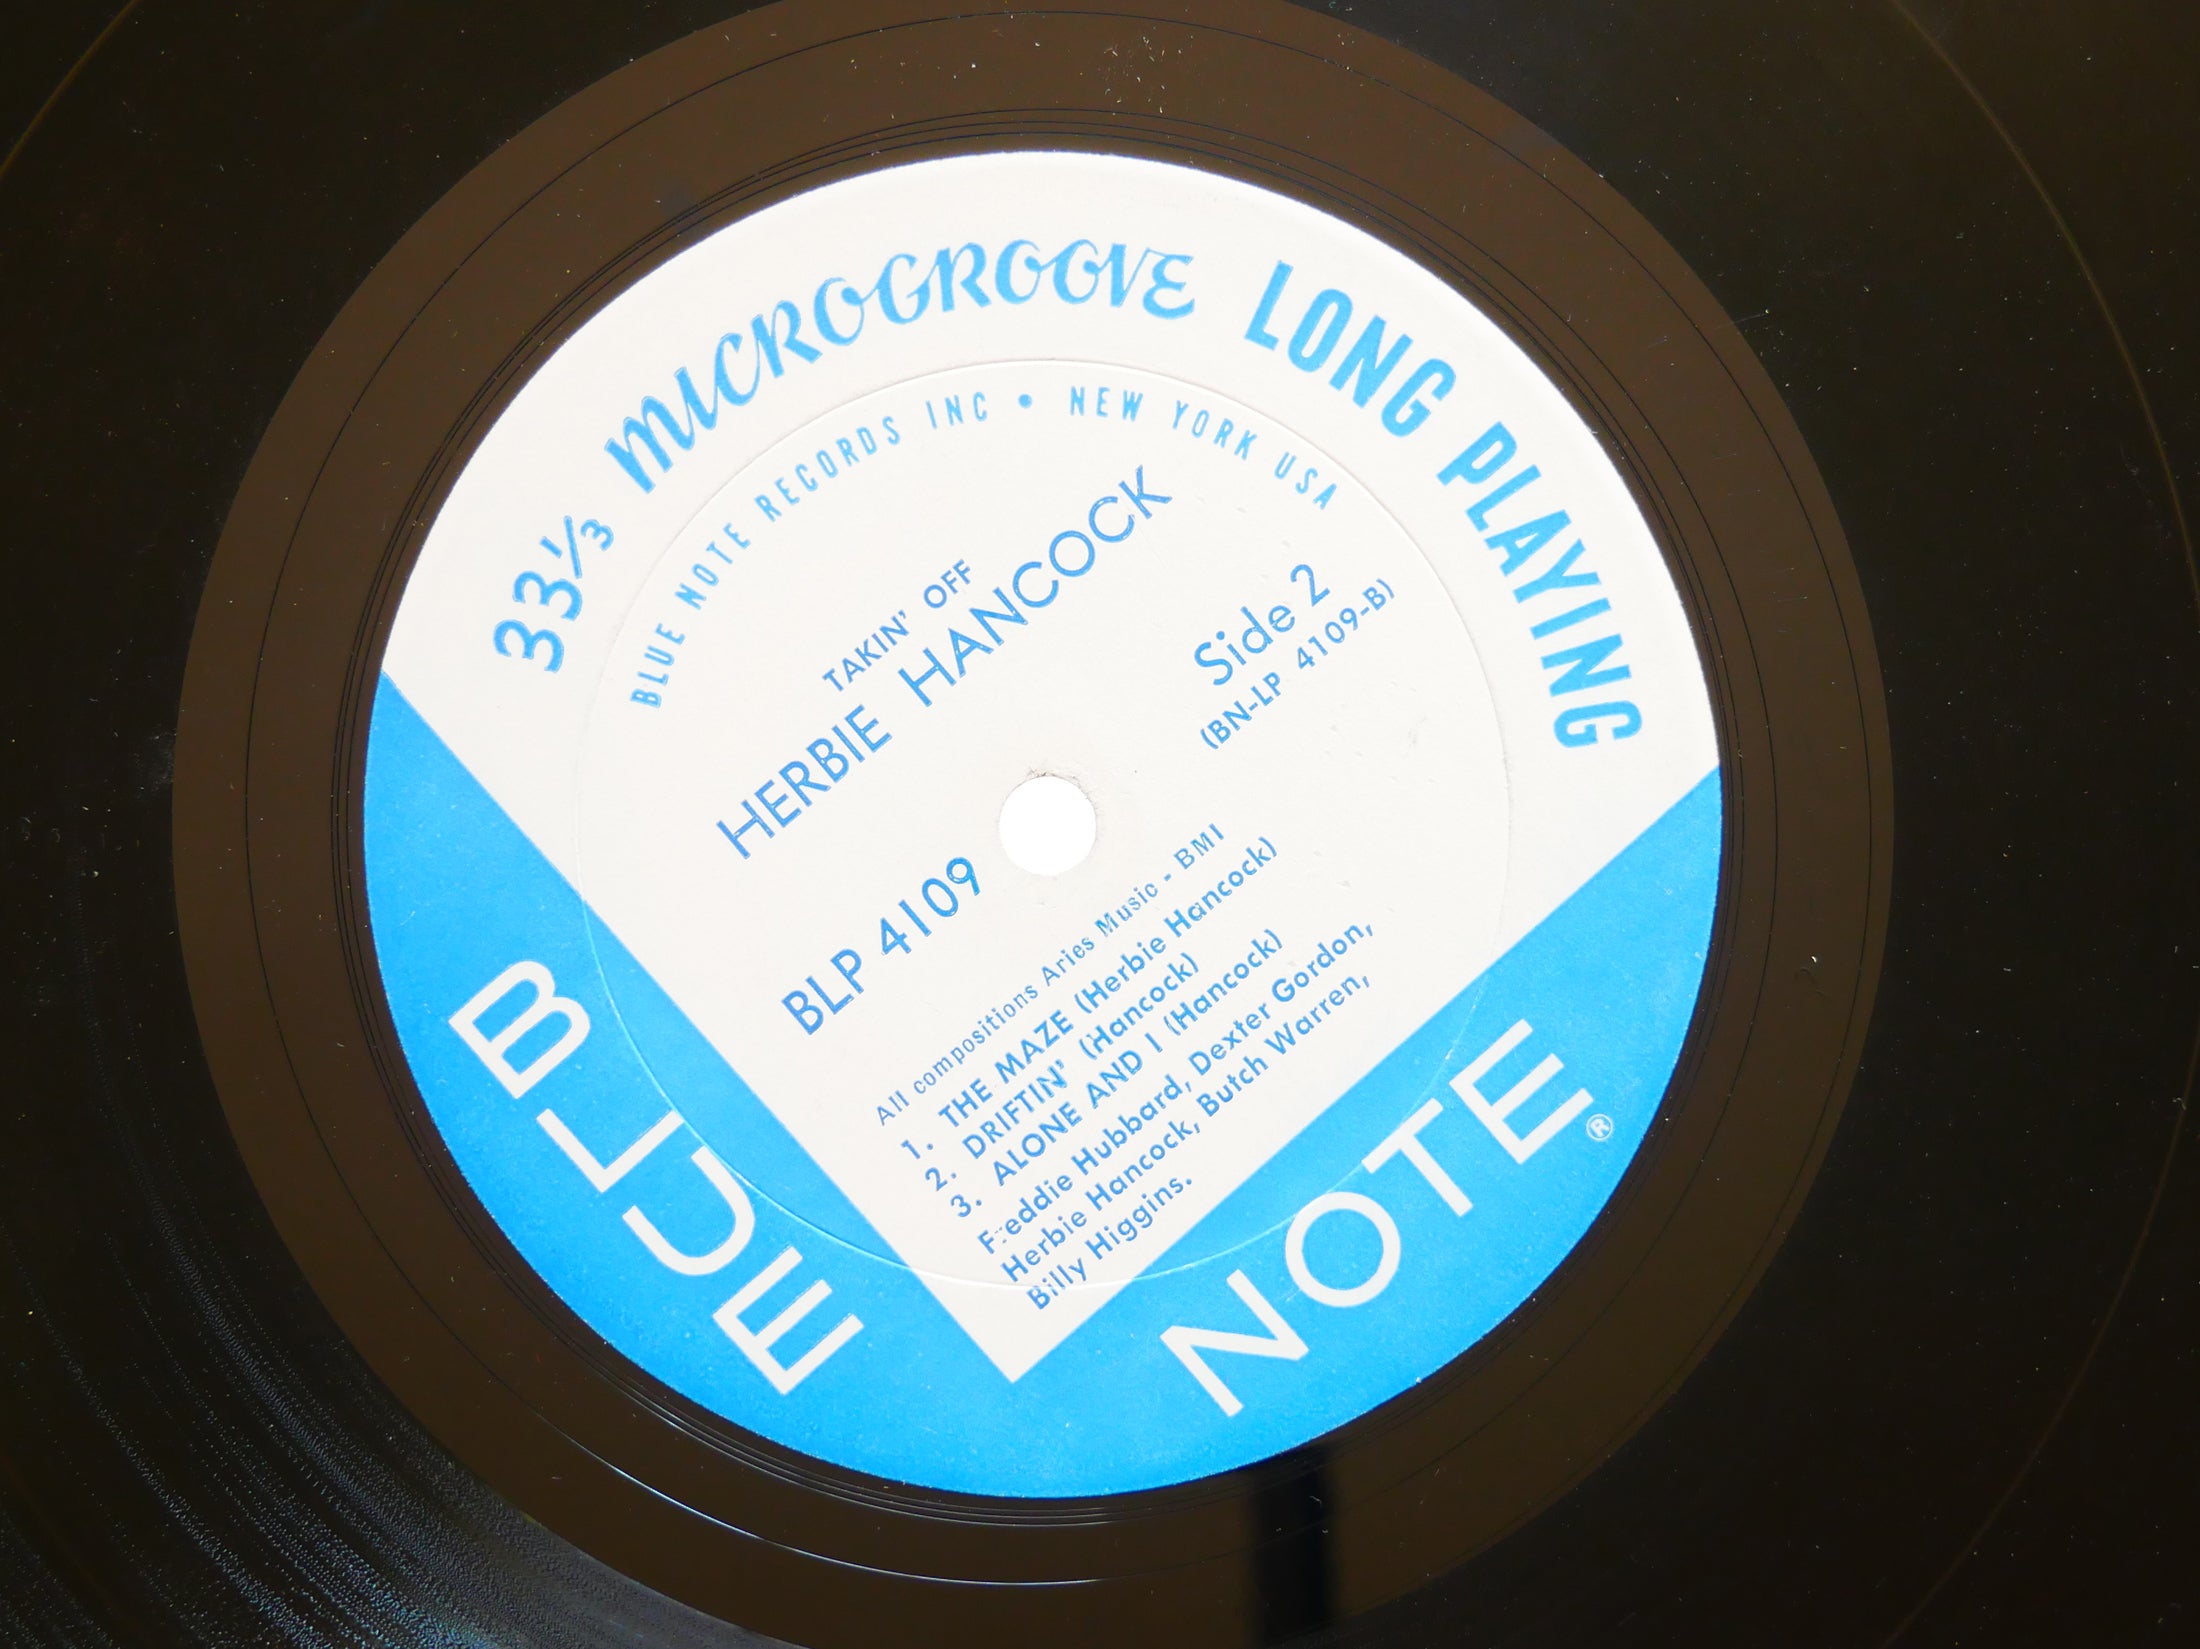 33⅓ MICROGROOVE LONG PLAYING
BLUE NOTE RECORDS INC • NEW YORK USA
TAKIN' OFF
HERBIE HANCOCK
Side 2
(BN-LP 4109-B)
BLP 4109
All compositions Aries Music - BMI
1. THE MAZE (Herbie Hancock)
2. DRIFTIN' (Hancock)
3. ALONE AND I (Hancock)
Freddie Hubbard, Dexter Gordon,
Herbie Hancock, Butch Warren,
Billy Higgins.
BLUE NOTE®